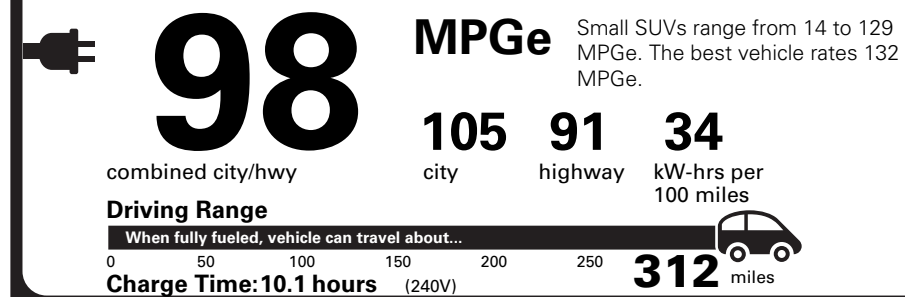 98
MPGe
Small SUVs range from 14 to 129
MPGe. The best vehicle rates 132
MPGe.
combined city/hwy
105
city
91
highway
34
kW-hrs per
100 miles
Driving Range
When fully fueled, vehicle can travel about...
0 50 100 150 200 250 312 miles
Charge Time:10.1 hours (240V)